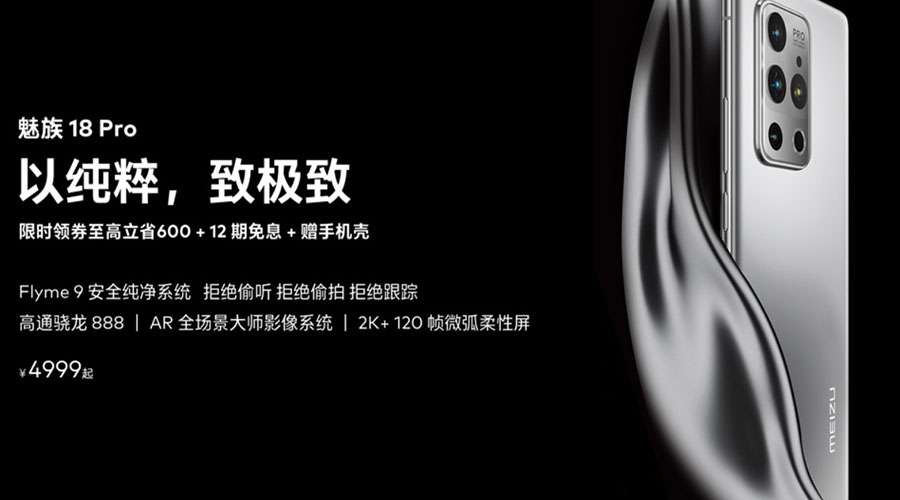 魅族 18 Pro
以纯粹，致极致
限时领券至高立省600 + 12 期免息 + 赠手机壳
Flyme 9 安全纯净系统 拒绝偷听 拒绝偷拍 拒绝跟踪
高通骁龙 888 | AR 全场景大师影像系统 | 2K+ 120 帧微弧柔性屏
¥4999起
PRO
MEIZU